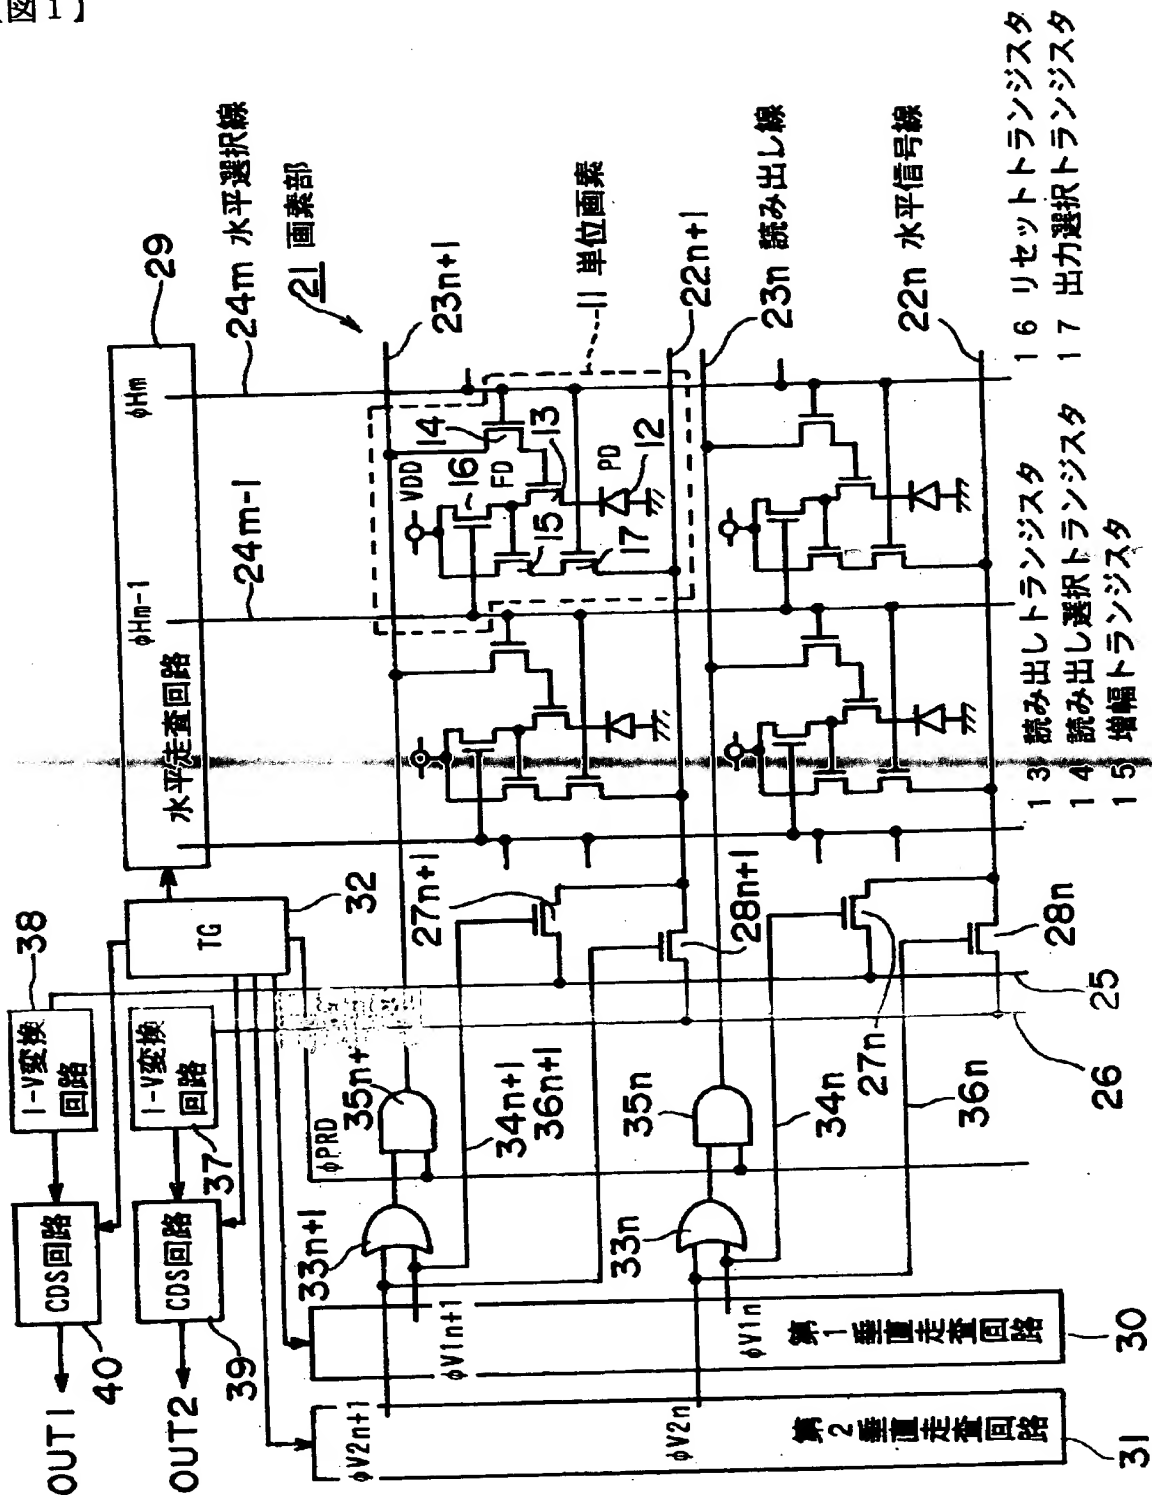 【図1】
OUT1
OUT2
40
39
CDS回路
CDS回路
I-V変換
回路
I-V変換
回路
38
37
TG
32
水平走査回路
29
φHm-1
φHm
24m-1
24m 水平選択線
21 画素部
23n+1
11 単位画素
22n+1
23n 読み出し線
22n 水平信号線
VDD
14
16
FD
13
15
PD
12
17
27n+1
28n+1
27n
28n
25
26
35n+
φPRD
34n+1
36n+1
35n
34n
36n
33n+1
33n
φV1n+1
φV1n
第1垂直走査回路
30
φV2n+1
φV2n
第2垂直走査回路
31
13 読み出しトランジスタ
14 読み出し選択トランジスタ
15 増幅トランジスタ
16 リセットトランジスタ
17 出力選択トランジスタ